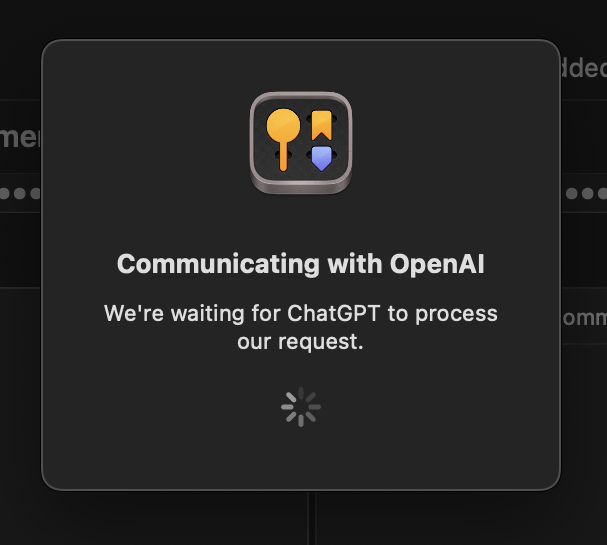 Communicating with OpenAI
We're waiting for ChatGPT to process
our request.